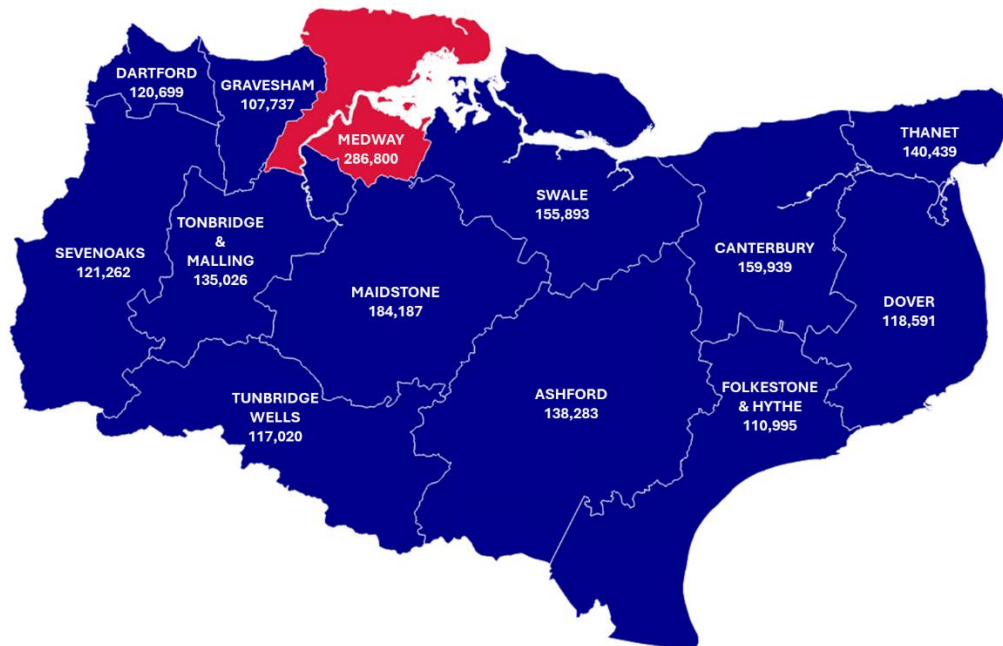 DARTFORD
120,699
GRAVESHAM
107,737
MEDWAY
286,800
THANET
140,439
SWALE
155,893
TONBRIDGE
&
MALLING
135,026
SEVENOAKS
121,262
CANTERBURY
159,939
MAIDSTONE
184,187
DOVER
118,591
TUNBRIDGE
WELLS
117,020
ASHFORD
138,283
FOLKESTONE
& HYTHE
110,995